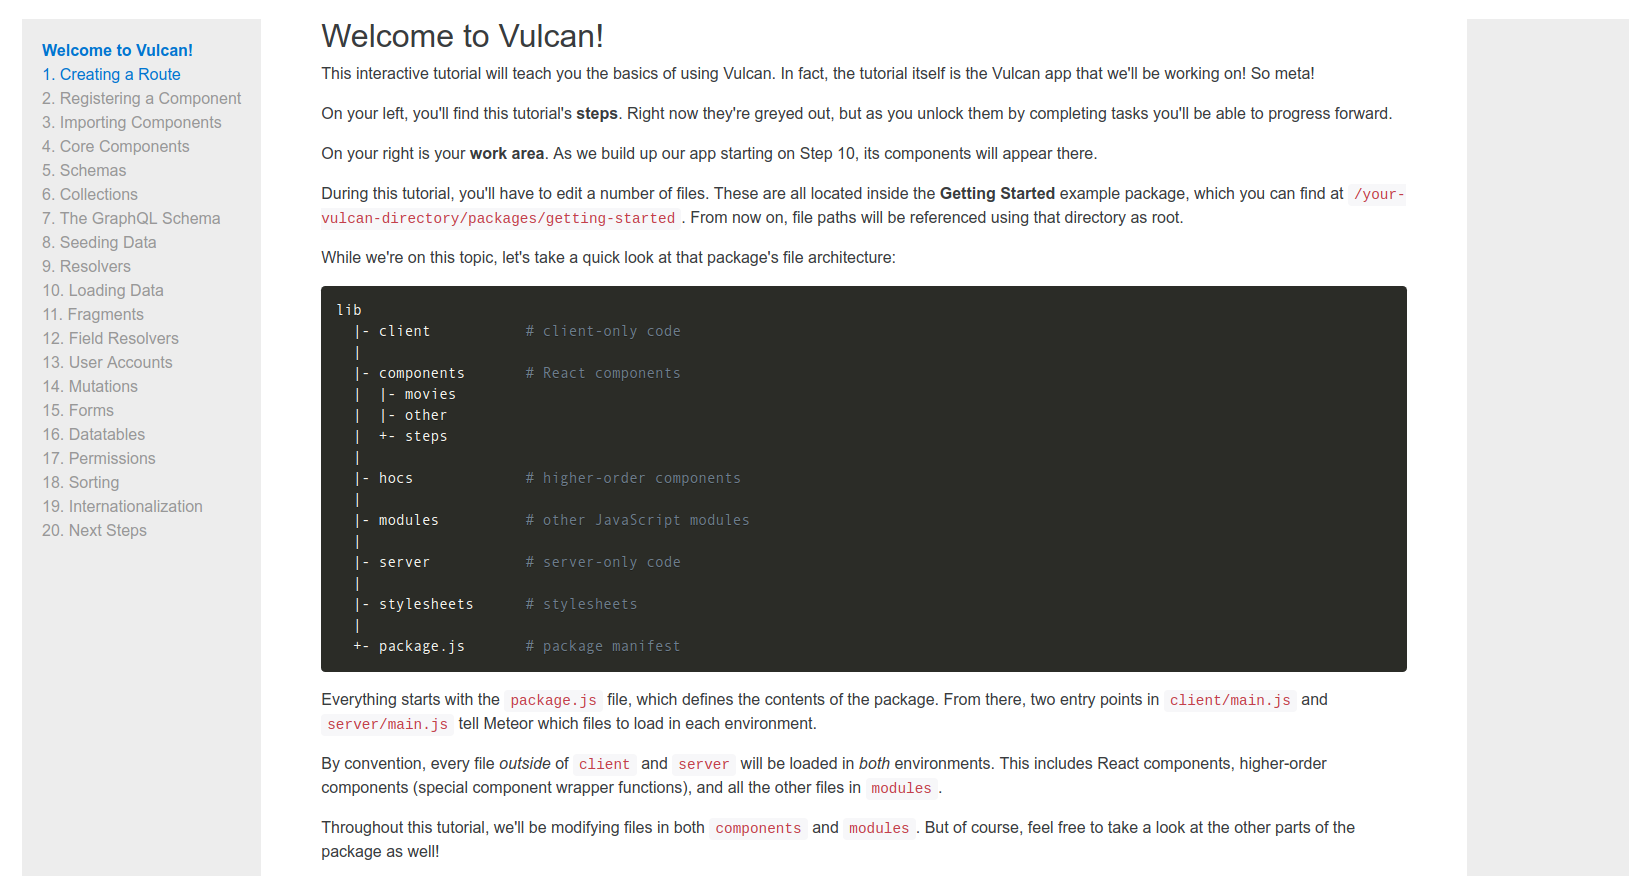 Welcome to Vulcan!
1. Creating a Route
2. Registering a Component
3. Importing Components
4. Core Components
5. Schemas
6. Collections
7. The GraphQL Schema
8. Seeding Data
9. Resolvers
10. Loading Data
11. Fragments
12. Field Resolvers
13. User Accounts
14. Mutations
15. Forms
16. Datatables
17. Permissions
18. Sorting
19. Internationalization
20. Next Steps
Welcome to Vulcan!
This interactive tutorial will teach you the basics of using Vulcan. In fact, the tutorial itself is the Vulcan app that we'll be working on! So meta!
On your left, you'll find this tutorial's steps. Right now they're greyed out, but as you unlock them by completing tasks you'll be able to progress forward.
On your right is your work area. As we build up our app starting on Step 10, its components will appear there.
During this tutorial, you'll have to edit a number of files. These are all located inside the Getting Started example package, which you can find at /your-
vulcan-directory/packages/getting-started . From now on, file paths will be referenced using that directory as root.
While we're on this topic, let's take a quick look at that package's file architecture:
lib
  |- client           # client-only code
  |
  |- components       # React components
  |  |- movies
  |  |- other
  |  +- steps
  |
  |- hocs             # higher-order components
  |
  |- modules          # other JavaScript modules
  |
  |- server           # server-only code
  |
  |- stylesheets      # stylesheets
  |
  +- package.js       # package manifest
Everything starts with the package.js file, which defines the contents of the package. From there, two entry points in client/main.js and
server/main.js tell Meteor which files to load in each environment.
By convention, every file outside of client and server will be loaded in both environments. This includes React components, higher-order
components (special component wrapper functions), and all the other files in modules .
Throughout this tutorial, we'll be modifying files in both components and modules . But of course, feel free to take a look at the other parts of the
package as well!